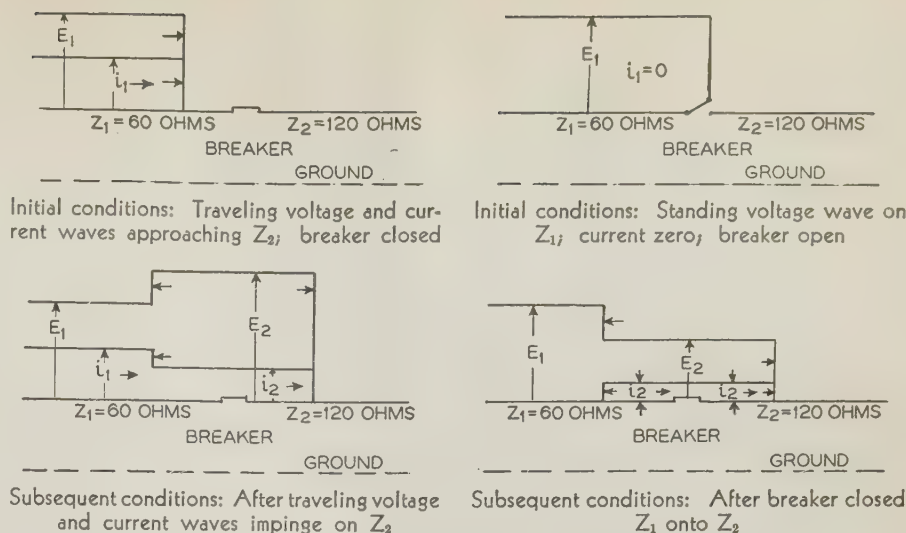 E₁
i₁
Z₁=60 OHMS
Z₂=120 OHMS
BREAKER
GROUND
Initial conditions: Traveling voltage and cur-
rent waves approaching Z₂; breaker closed
E₁
i₁=0
Z₁=60 OHMS
Z₂=120 OHMS
BREAKER
GROUND
Initial conditions: Standing voltage wave on
Z₁; current zero; breaker open
E₁
i₁
E₂
i₂
Z₁=60 OHMS
Z₂=120 OHMS
BREAKER
GROUND
Subsequent conditions: After traveling voltage
and current waves impinge on Z₂
E₁
E₂
i₂
i₂
Z₁=60 OHMS
Z₂=120 OHMS
BREAKER
GROUND
Subsequent conditions: After breaker closed
Z₁ onto Z₂